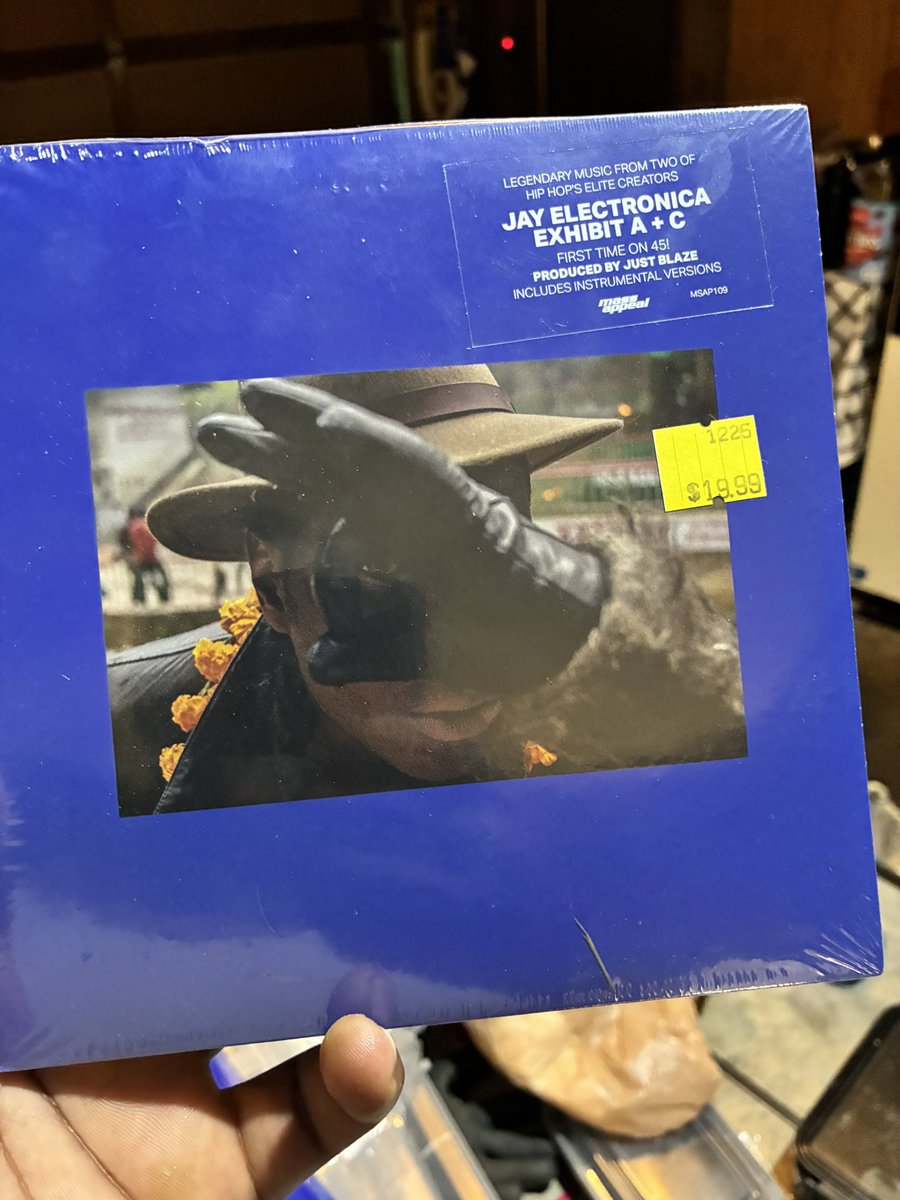 LEGENDARY MUSIC FROM TWO OF
HIP HOP'S ELITE CREATORS
JAY ELECTRONICA
EXHIBIT A + C
FIRST TIME ON 45!
PRODUCED BY JUST BLAZE
INCLUDES INSTRUMENTAL VERSIONS
mass
appeal
MSAP109
1225
$19.99